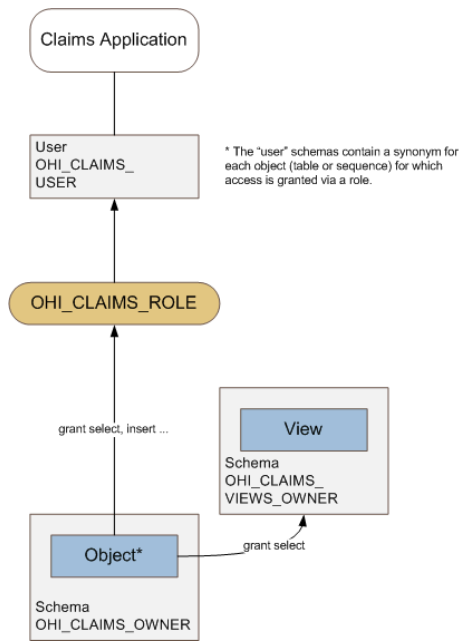 Claims Application
User
OHI_CLAIMS_
USER
* The "user" schemas contain a synonym for
each object (table or sequence) for which
access is granted via a role.
OHI_CLAIMS_ROLE
grant select, insert ...
View
Schema
OHI_CLAIMS_
VIEWS_OWNER
Object*
grant select
Schema
OHI_CLAIMS_OWNER